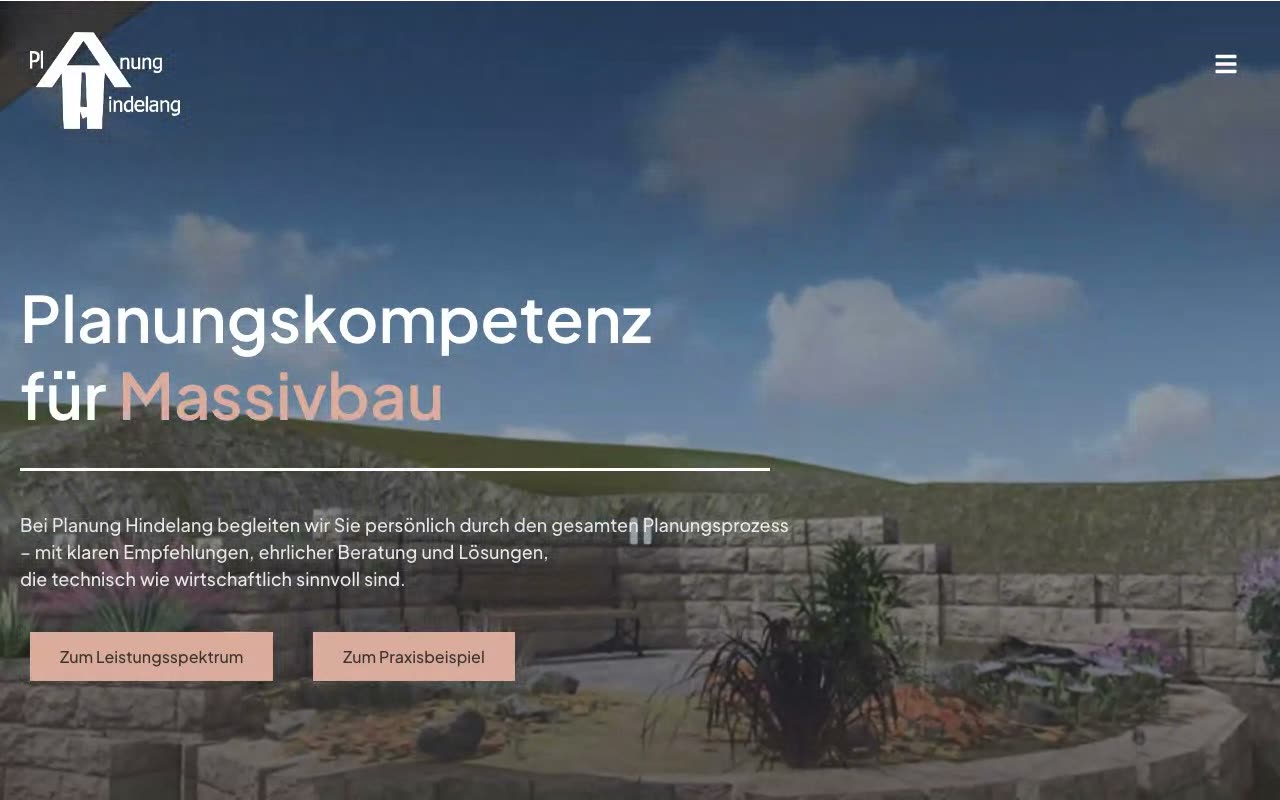 Planung
Hindelang
Planungskompetenz
für Massivbau
Bei Planung Hindelang begleiten wir Sie persönlich durch den gesamten Planungsprozess
– mit klaren Empfehlungen, ehrlicher Beratung und Lösungen,
die technisch wie wirtschaftlich sinnvoll sind.
Zum Leistungsspektrum
Zum Praxisbeispiel